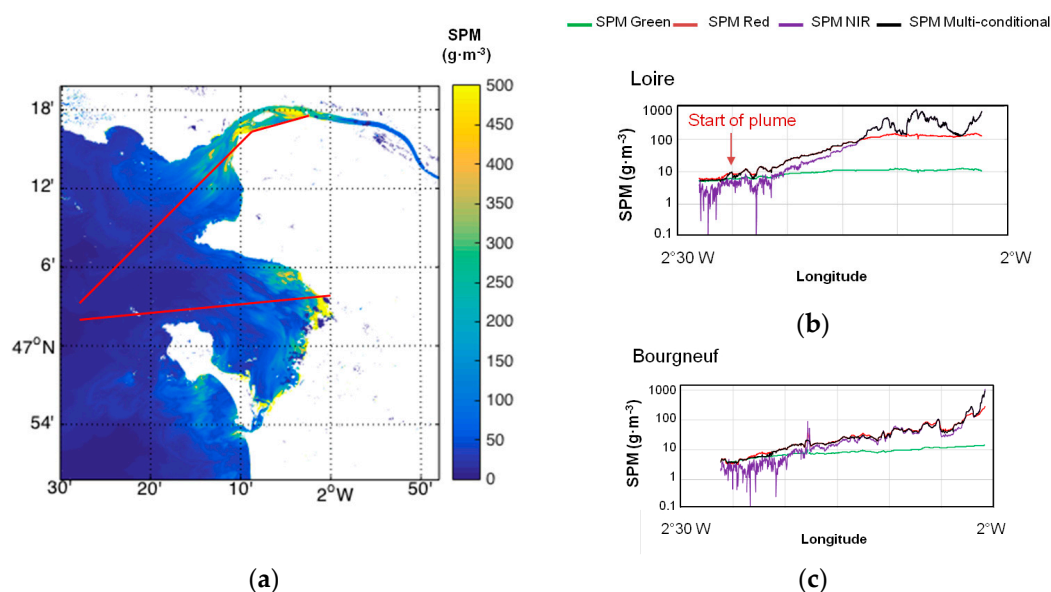 SPM
(g·m⁻³)
18'
12'
6'
47°N
54'
30'
20'
10'
2°W
50'
500
450
400
350
300
250
200
150
100
50
0
(a)
SPM Green
SPM Red
SPM NIR
SPM Multi-conditional
Loire
Start of plume
SPM (g·m⁻³)
1000
100
10
1
0.1
2°30 W
2°W
Longitude
(b)
Bourgneuf
SPM (g·m⁻³)
1000
100
10
1
0.1
2°30 W
2°W
Longitude
(c)